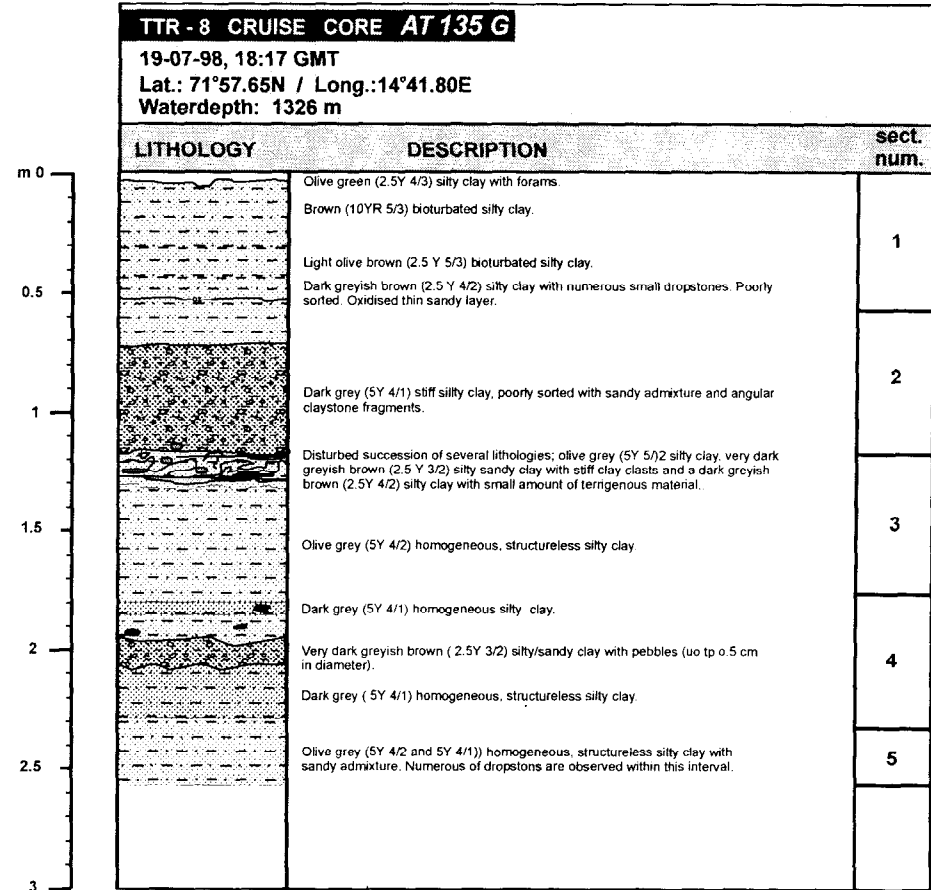 TTR - 8 CRUISE CORE AT 135 G
19-07-98, 18:17 GMT
Lat.: 71°57.65N / Long.:14°41.80E
Waterdepth: 1326 m
LITHOLOGY
DESCRIPTION
sect.
num.
m 0
Olive green (2.5Y 4/3) silty clay with forams.
Brown (10YR 5/3) bioturbated silty clay.
1
Light olive brown (2.5 Y 5/3) bioturbated silty clay.
0.5
Dark greyish brown (2.5 Y 4/2) silty clay with numerous small dropstones. Poorly
sorted. Oxidised thin sandy layer.
2
1
Dark grey (5Y 4/1) stiff sillty clay, poorly sorted with sandy admixture and angular
claystone fragments.
Disturbed succession of several lithologies; olive grey (5Y 5/)2 silty clay, very dark
greyish brown (2.5 Y 3/2) silty sandy clay with stiff clay clasts and a dark greyish
brown (2.5Y 4/2) silty clay with small amount of terrigenous material.
1.5
3
Olive grey (5Y 4/2) homogeneous, structureless silty clay.
Dark grey (5Y 4/1) homogeneous silty clay.
2
Very dark greyish brown ( 2.5Y 3/2) silty/sandy clay with pebbles (uo tp o.5 cm
in diameter).
4
Dark grey ( 5Y 4/1) homogeneous, structureless silty clay.
2.5
Olive grey (5Y 4/2 and 5Y 4/1)) homogeneous, structureless silty clay with
sandy admixture. Numerous of dropstons are observed within this interval.
5
3